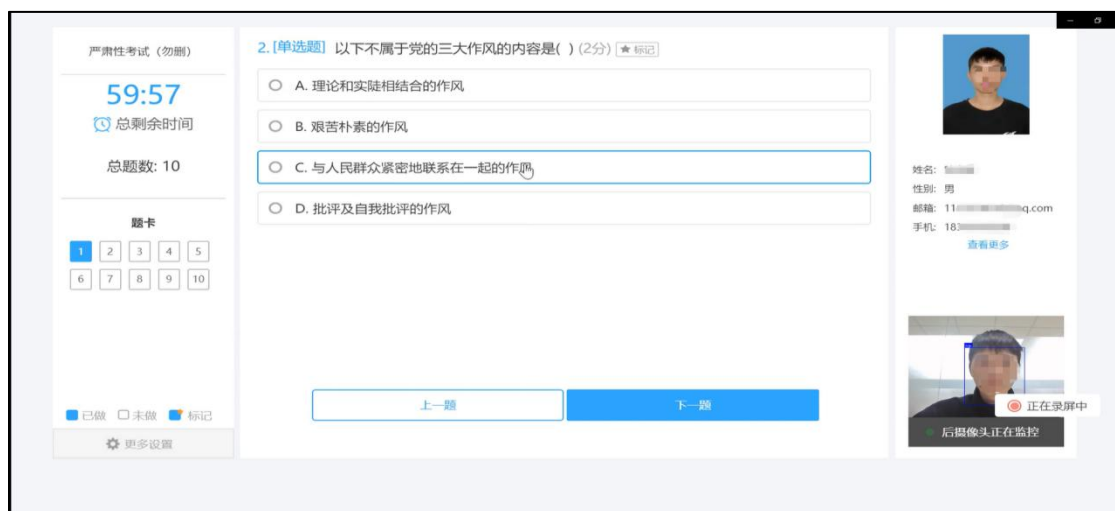 严肃性考试（勿删）
59:57
总剩余时间
总题数: 10
题卡
1 2 3 4 5
6 7 8 9 10
已做 未做 标记
更多设置
2. [单选题] 以下不属于党的三大作风的内容是( ) (2分) ★ 标记
A. 理论和实陡相结合的作风
B. 艰苦朴素的作风
C. 与人民群众紧密地联系在一起的作风
D. 批评及自我批评的作风
上一题
下一题
姓名:
性别: 男
邮箱: 11 q.com
手机: 18
查看更多
正在录屏中
后摄像头正在监控